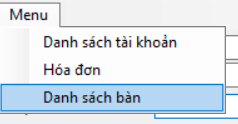 Menu
Danh sách tài khoản
Hóa đơn
Danh sách bàn